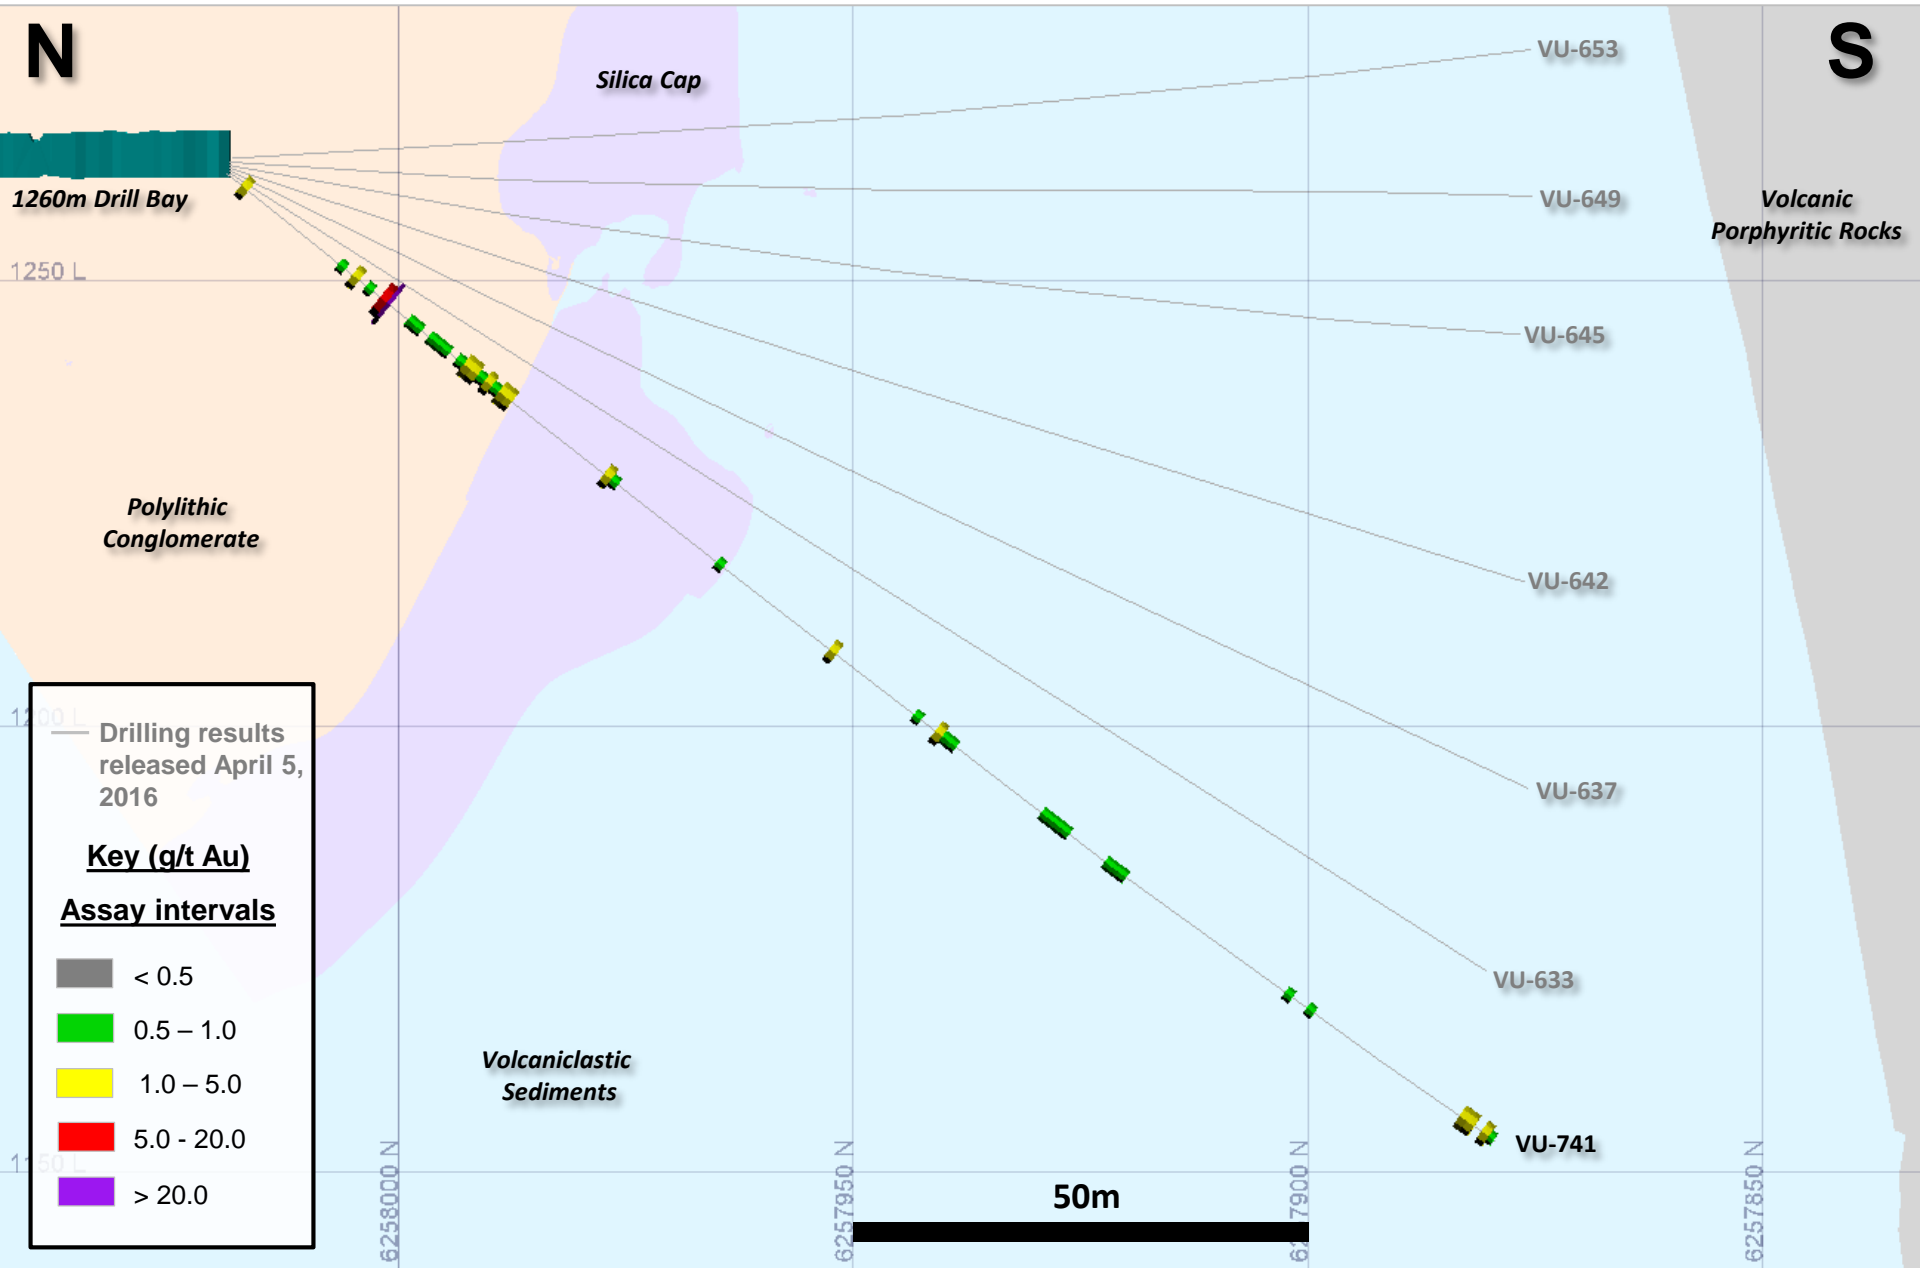 N
S
Silica Cap
VU-653
1260m Drill Bay
VU-649
Volcanic
Porphyritic Rocks
1250 L
VU-645
Polylithic
Conglomerate
VU-642
1200 L
Drilling results
released April 5,
2016
VU-637
Key (g/t Au)
Assay intervals
< 0.5
0.5 – 1.0
1.0 – 5.0
5.0 - 20.0
> 20.0
VU-633
Volcaniclastic
Sediments
VU-741
1150 L
50m
6258000 N
6257950 N
6257900 N
6257850 N